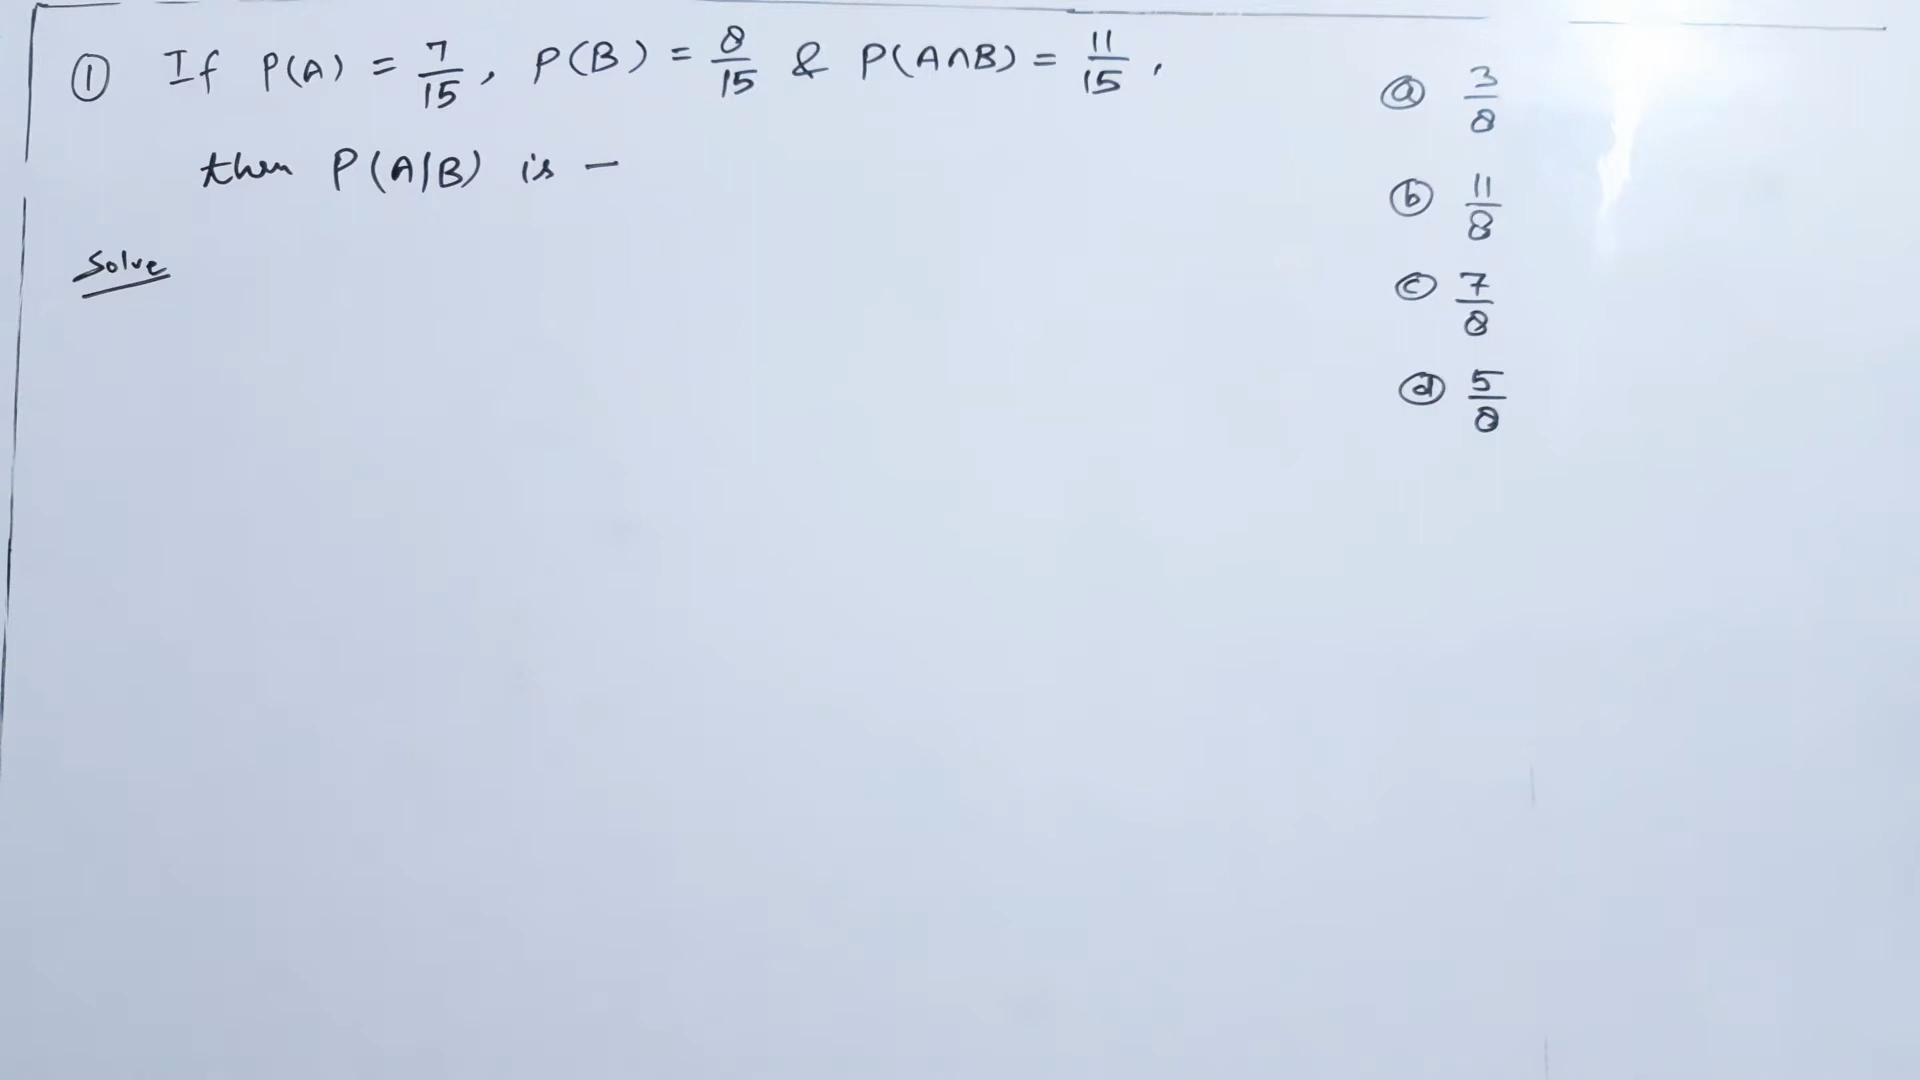 ① If P(A) = 7/15, P(B) = 8/15 & P(A∩B) = 11/15,
then P(A|B) is –
Solve
ⓐ 3/8
ⓑ 11/8
ⓒ 7/8
ⓓ 5/8